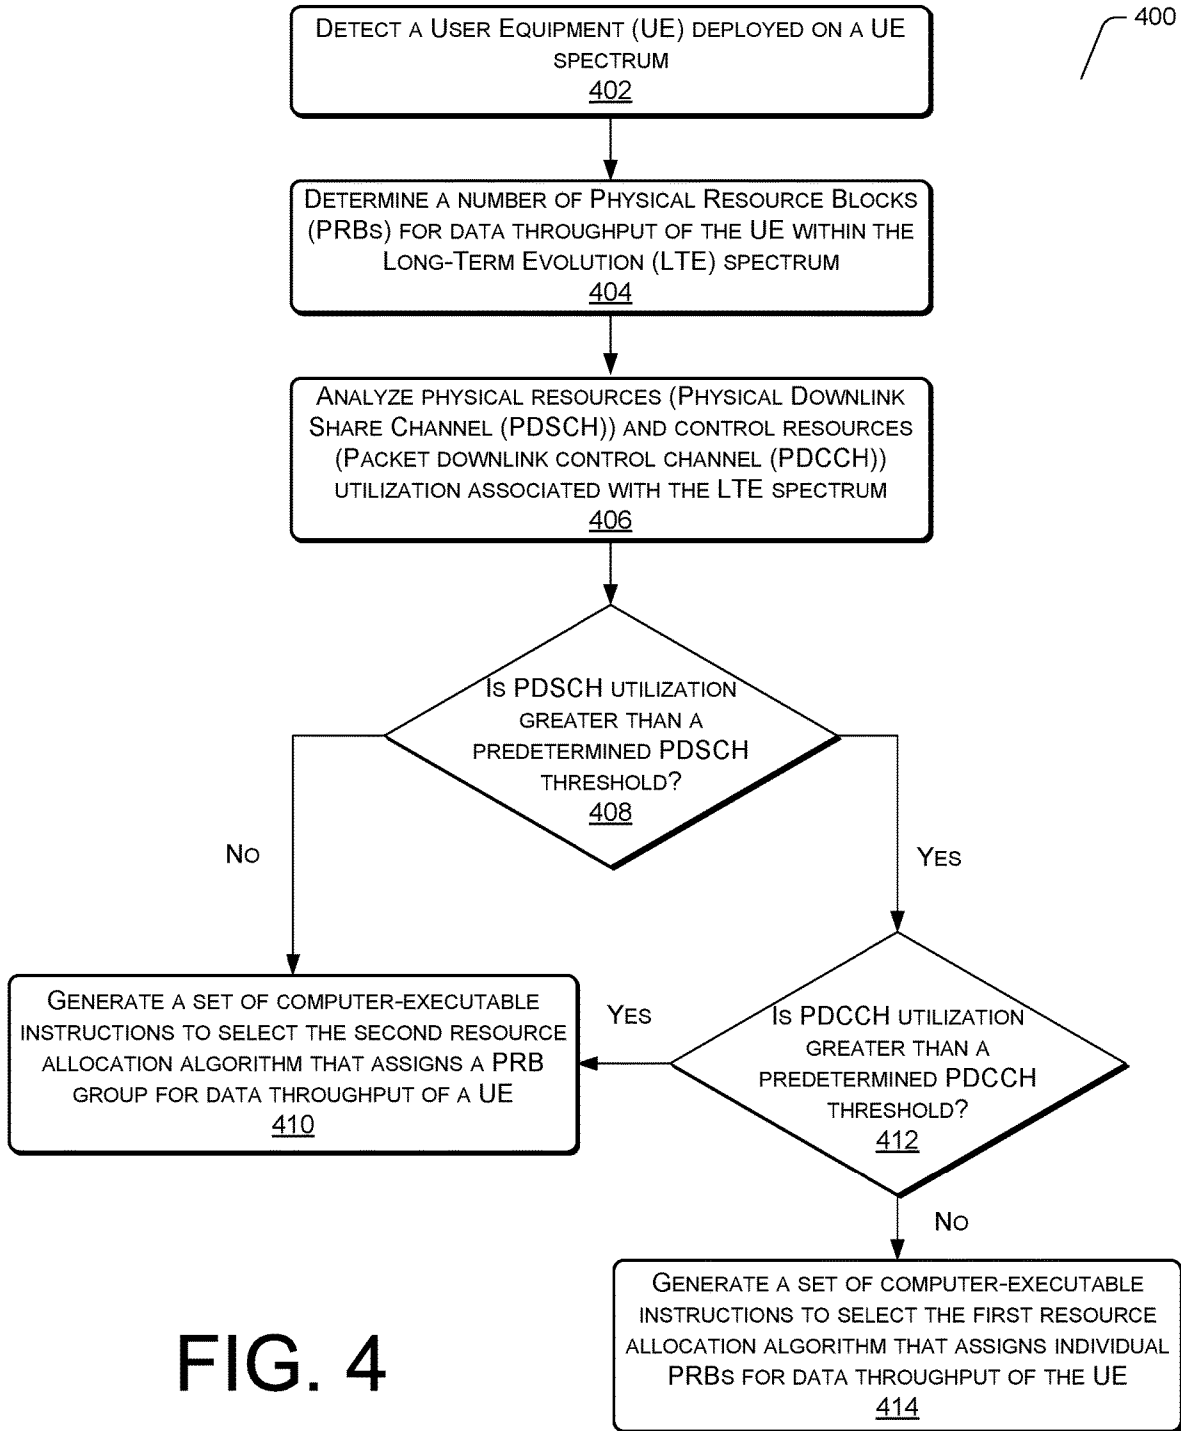 400
DETECT A USER EQUIPMENT (UE) DEPLOYED ON A UE
SPECTRUM
402
DETERMINE A NUMBER OF PHYSICAL RESOURCE BLOCKS
(PRBS) FOR DATA THROUGHPUT OF THE UE WITHIN THE
LONG-TERM EVOLUTION (LTE) SPECTRUM
404
ANALYZE PHYSICAL RESOURCES (PHYSICAL DOWNLINK
SHARE CHANNEL (PDSCH)) AND CONTROL RESOURCES
(PACKET DOWNLINK CONTROL CHANNEL (PDCCH))
UTILIZATION ASSOCIATED WITH THE LTE SPECTRUM
406
IS PDSCH UTILIZATION
GREATER THAN A
PREDETERMINED PDSCH
THRESHOLD?
408
NO
YES
GENERATE A SET OF COMPUTER-EXECUTABLE
INSTRUCTIONS TO SELECT THE SECOND RESOURCE
ALLOCATION ALGORITHM THAT ASSIGNS A PRB
GROUP FOR DATA THROUGHPUT OF A UE
410
YES
IS PDCCH UTILIZATION
GREATER THAN A
PREDETERMINED PDCCH
THRESHOLD?
412
NO
GENERATE A SET OF COMPUTER-EXECUTABLE
INSTRUCTIONS TO SELECT THE FIRST RESOURCE
ALLOCATION ALGORITHM THAT ASSIGNS INDIVIDUAL
PRBS FOR DATA THROUGHPUT OF THE UE
414
FIG. 4